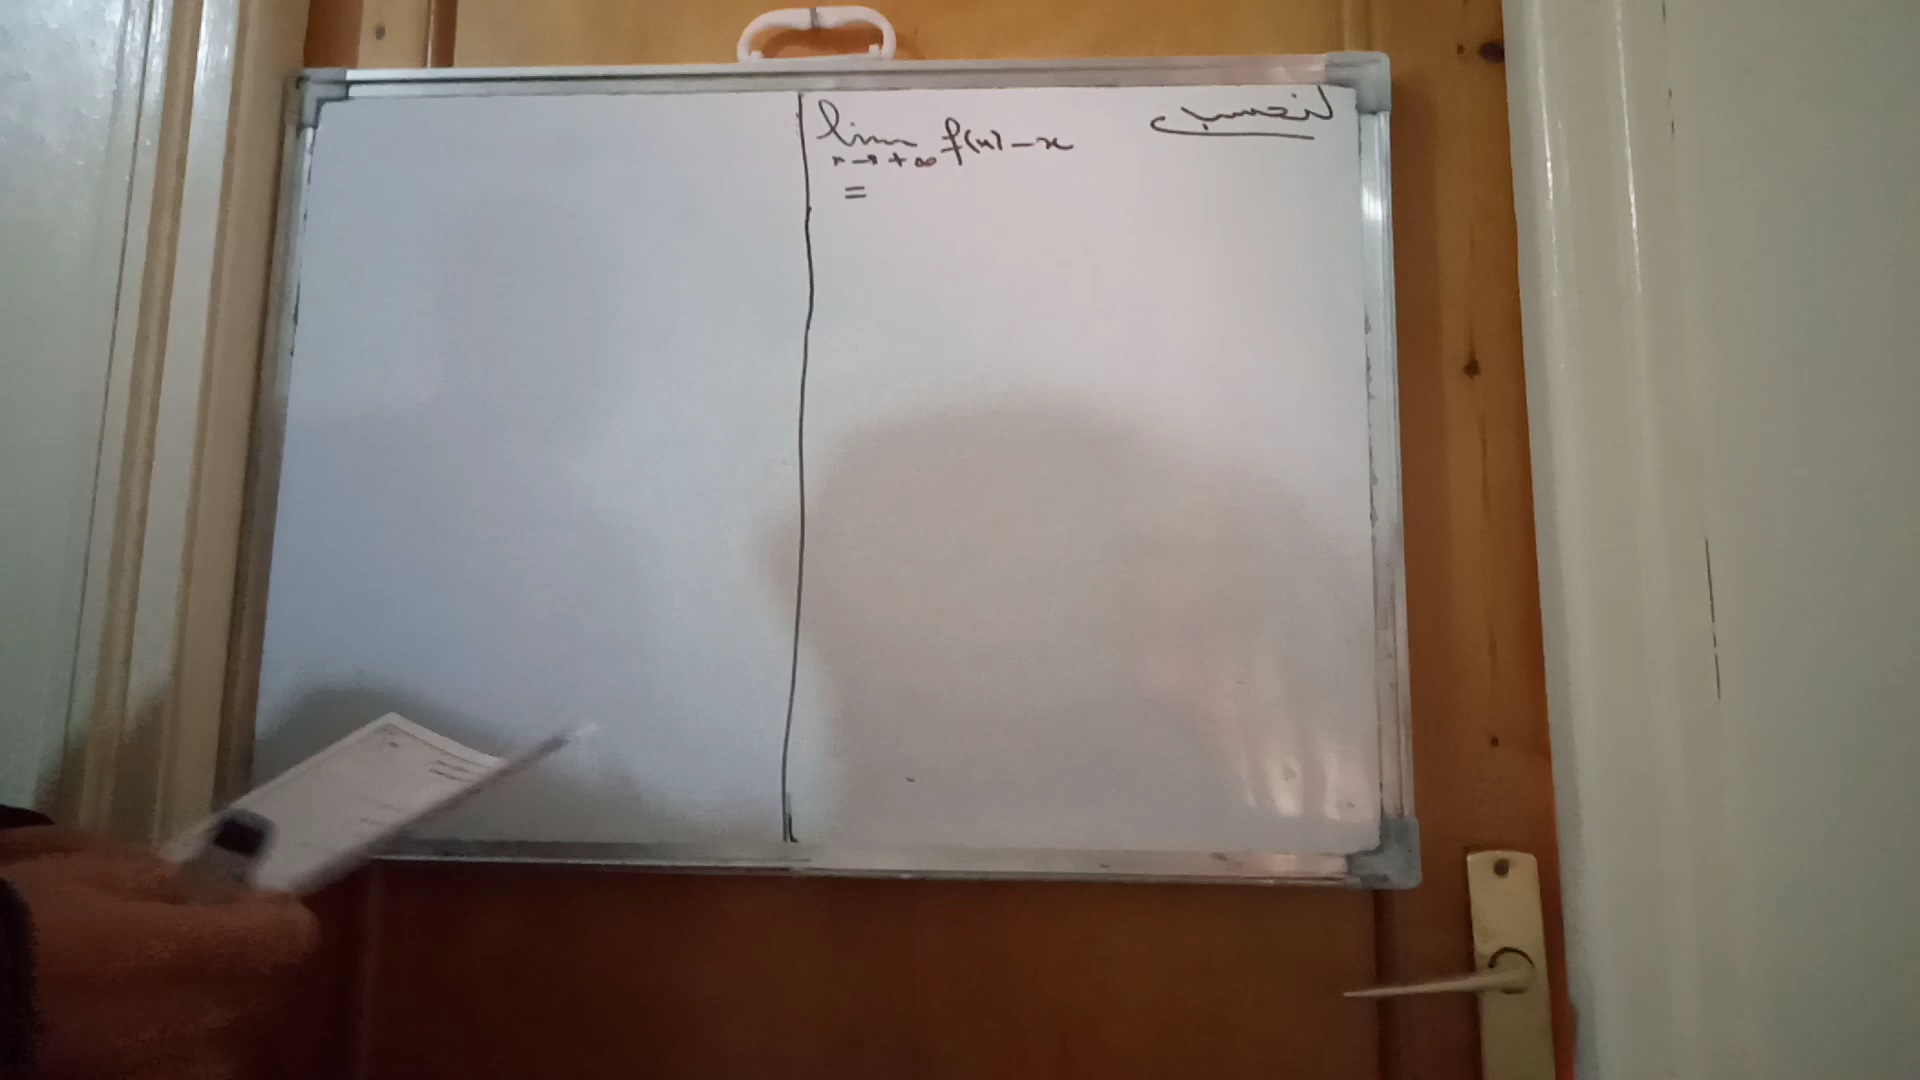 لنحسب
lim f(x) - x
x → +∞
=